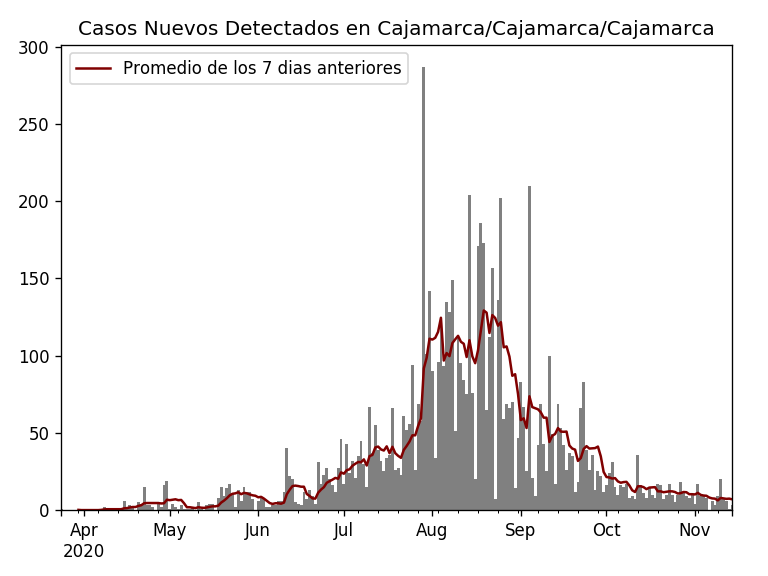 Casos Nuevos Detectados en Cajamarca/Cajamarca/Cajamarca
Promedio de los 7 dias anteriores
300
250
200
150
100
50
0
Apr May Jun Jul Aug Sep Oct Nov
2020